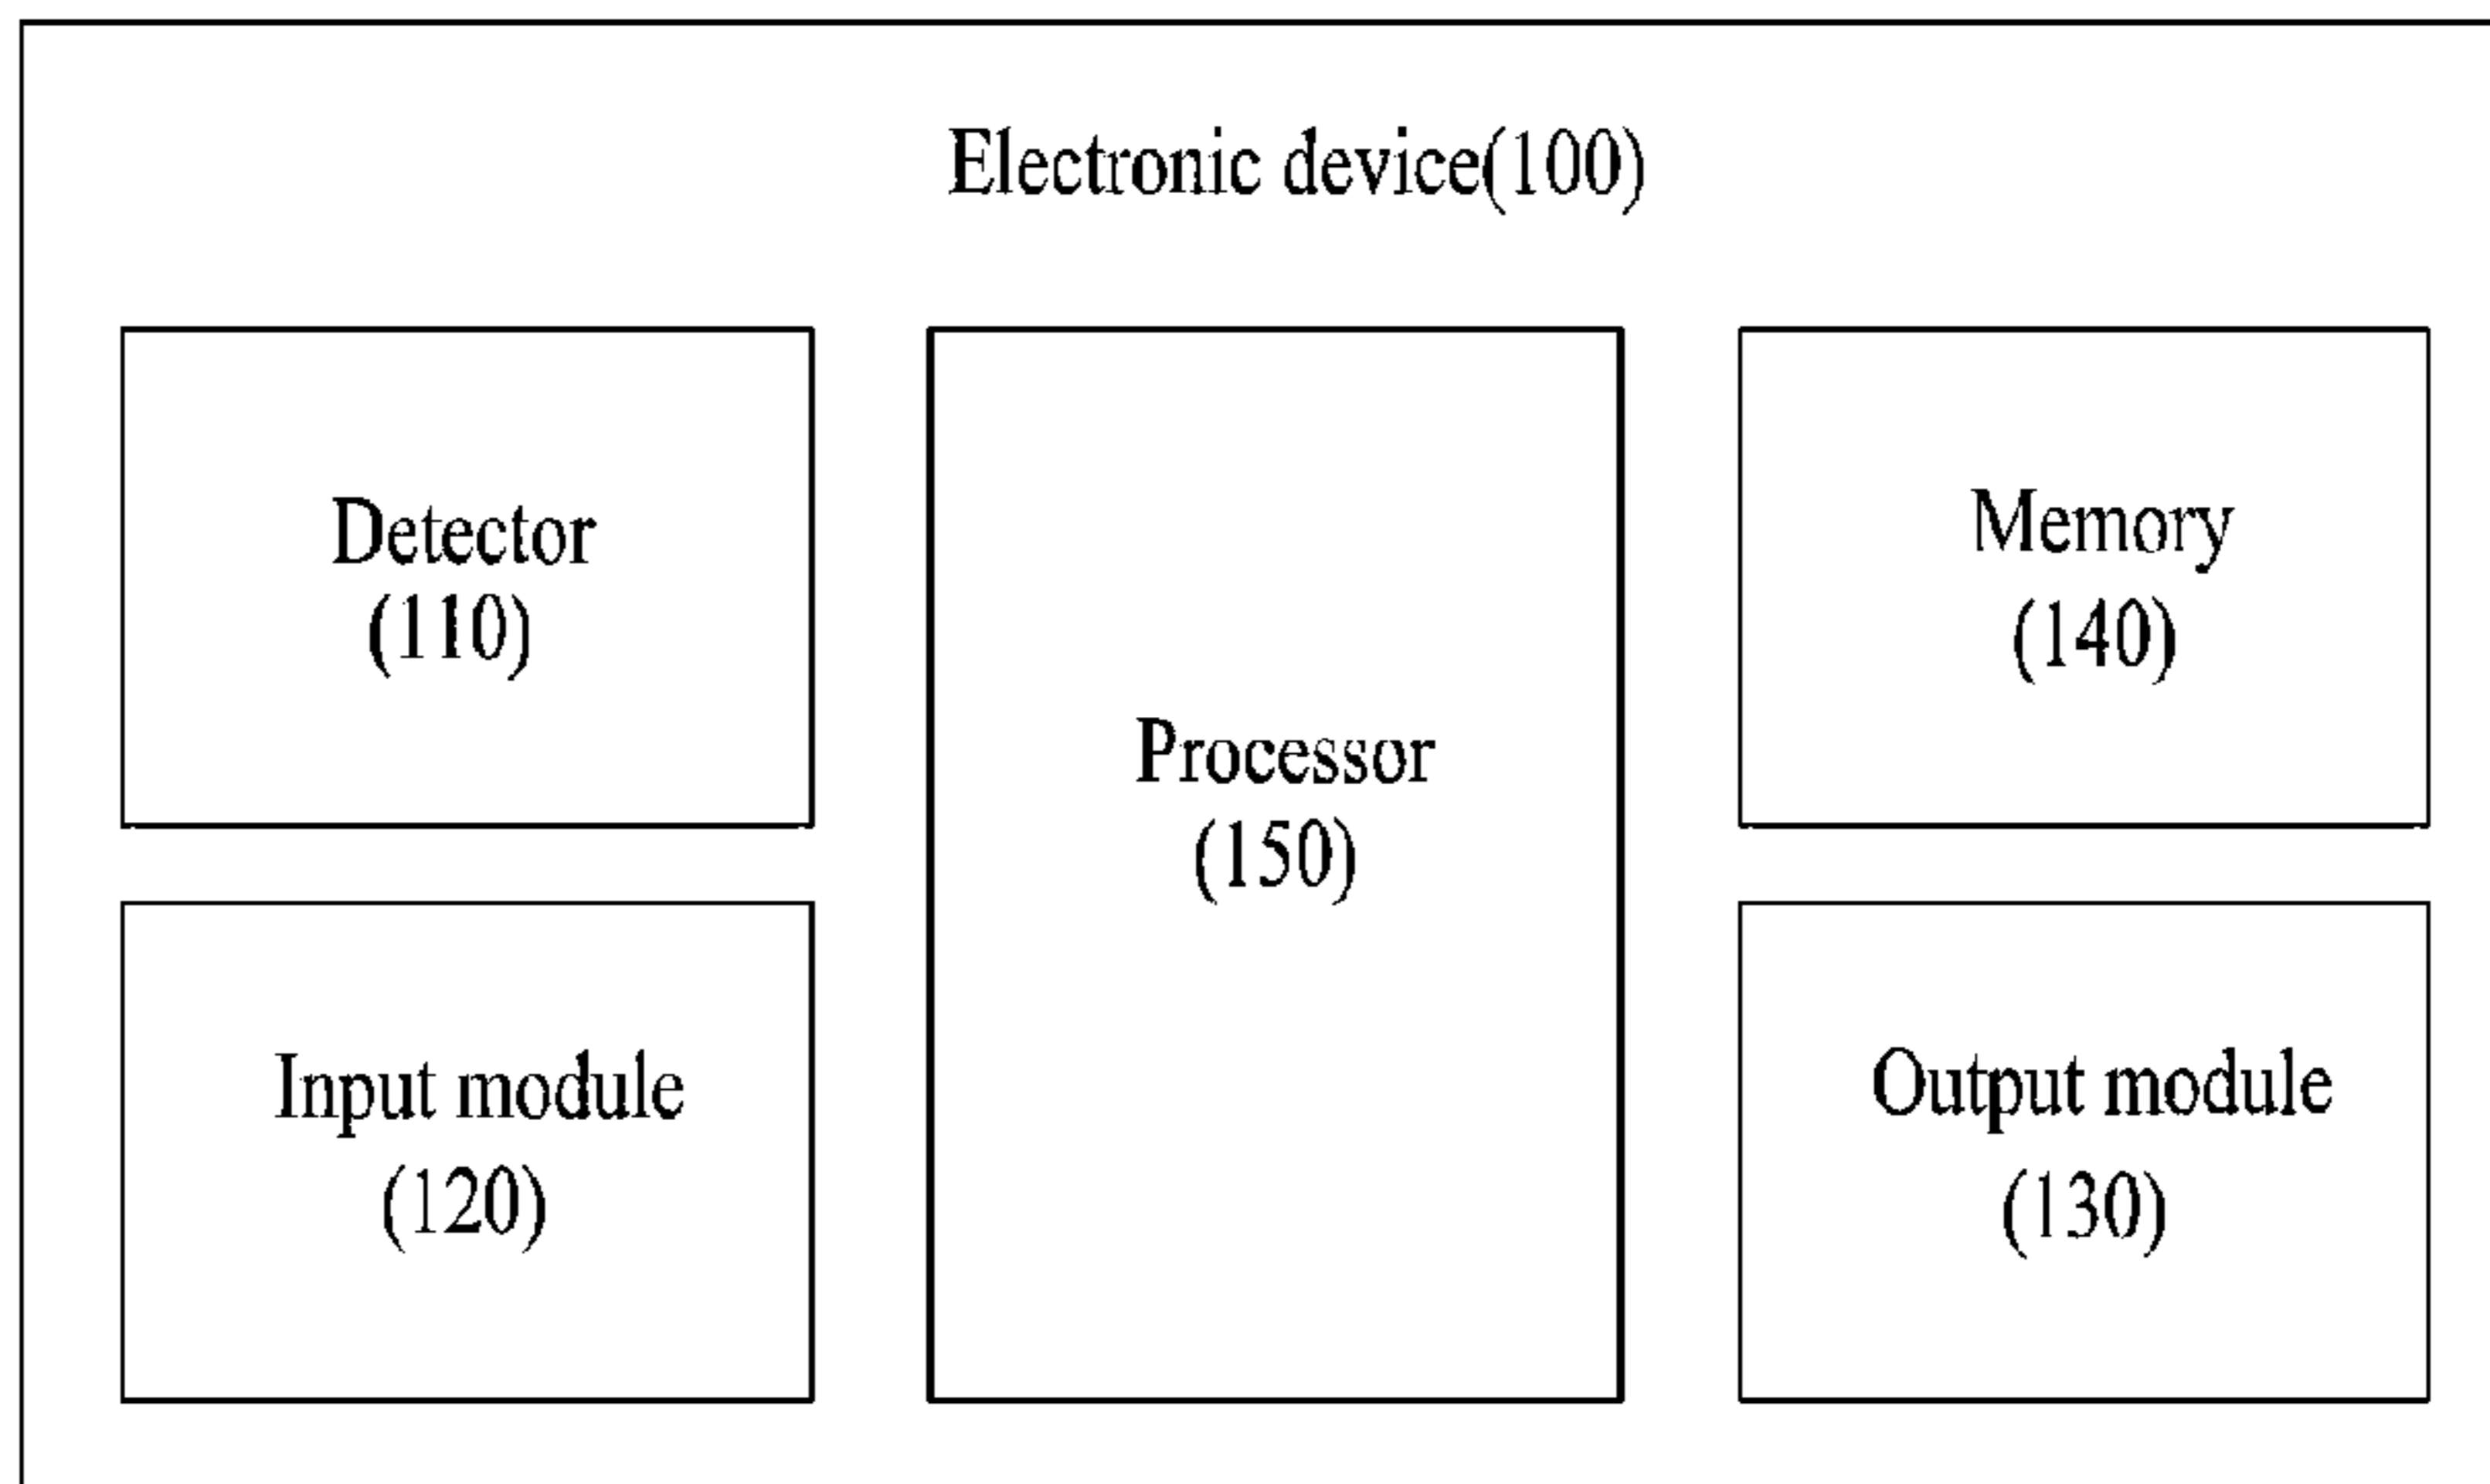 Electronic device(100)
Detector
(110)
Processor
(150)
Memory
(140)
Input module
(120)
Output module
(130)